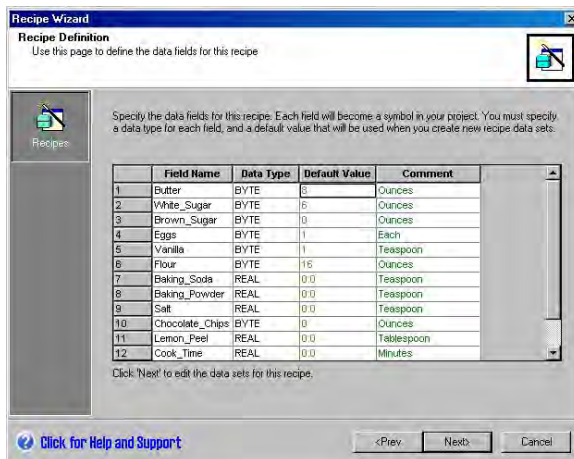 Recipe Wizard
Recipe Definition
Use this page to define the data fields for this recipe
Recipes
Specify the data fields for this recipe. Each field will become a symbol in your project. You must specify
a data type for each field, and a default value that will be used when you create new recipe data sets.
Field Name Data Type Default Value Comment
1 Butter BYTE 8 Ounces
2 White_Sugar BYTE 6 Ounces
3 Brown_Sugar BYTE 0 Ounces
4 Eggs BYTE 1 Each
5 Vanilla BYTE 1 Teaspoon
6 Flour BYTE 16 Ounces
7 Baking_Soda REAL 0.0 Teaspoon
8 Baking_Powder REAL 0.0 Teaspoon
9 Salt REAL 0.0 Teaspoon
10 Chocolate_Chips BYTE 0 Ounces
11 Lemon_Peel REAL 0.0 Tablespoon
12 Cook_Time REAL 0.0 Minutes
Click 'Next' to edit the data sets for this recipe.
Click for Help and Support
<Prev Next> Cancel